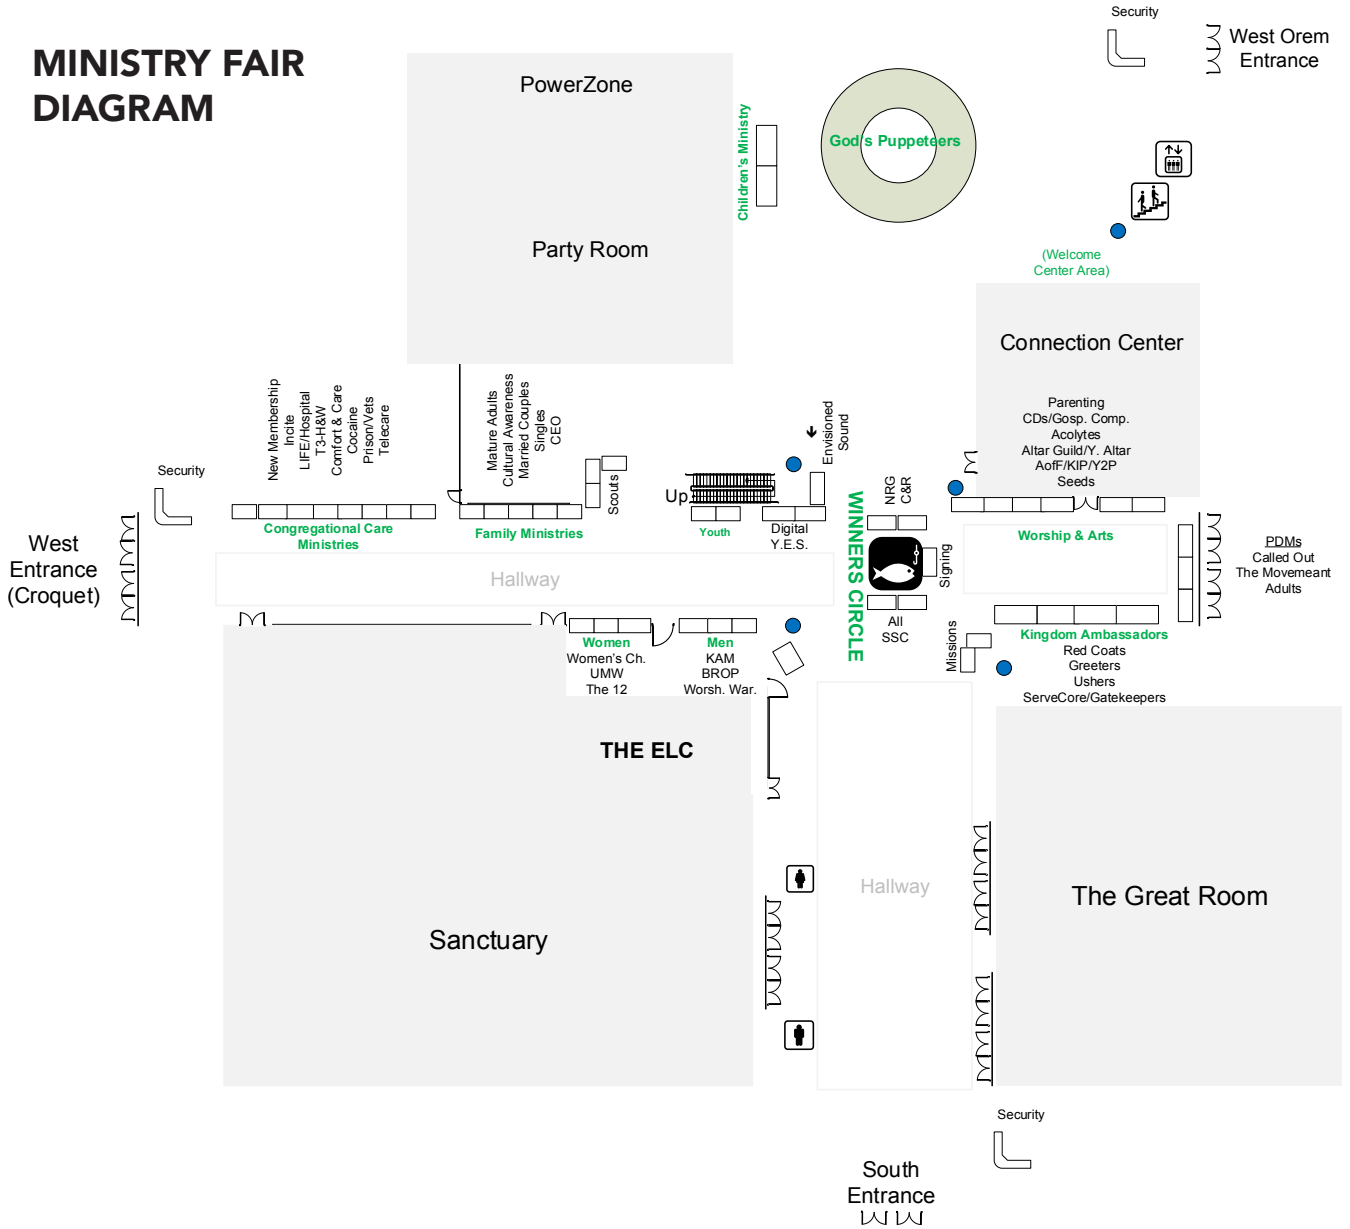 MINISTRY FAIR
DIAGRAM
Security
West Orem
Entrance
PowerZone
Children's Ministry
God's Puppeteers
Party Room
(Welcome
Center Area)
Connection Center
Parenting
CDs/Gosp. Comp.
Acolytes
Altar Guild/Y. Altar
AofF/KIP/Y2P
Seeds
New Membership
Incite
LIFE/Hospital
T3-H&W
Comfort & Care
Cocaine
Prison/Vets
Telecare
Mature Adults
Cultural Awareness
Married Couples
Singles
CEO
Scouts
Envisioned
Sound
Up
NRG
C&R
Security
West
Entrance
(Croquet)
Congregational Care
Ministries
Family Ministries
Youth
Digital
Y.E.S.
WINNERS CIRCLE
Signing
Worship & Arts
PDMs
Called Out
The Movemeant
Adults
Hallway
All
SSC
Missions
Kingdom Ambassadors
Red Coats
Greeters
Ushers
ServeCore/Gatekeepers
Women
Women's Ch.
UMW
The 12
Men
KAM
BROP
Worsh. War.
THE ELC
Sanctuary
Hallway
The Great Room
Security
South
Entrance